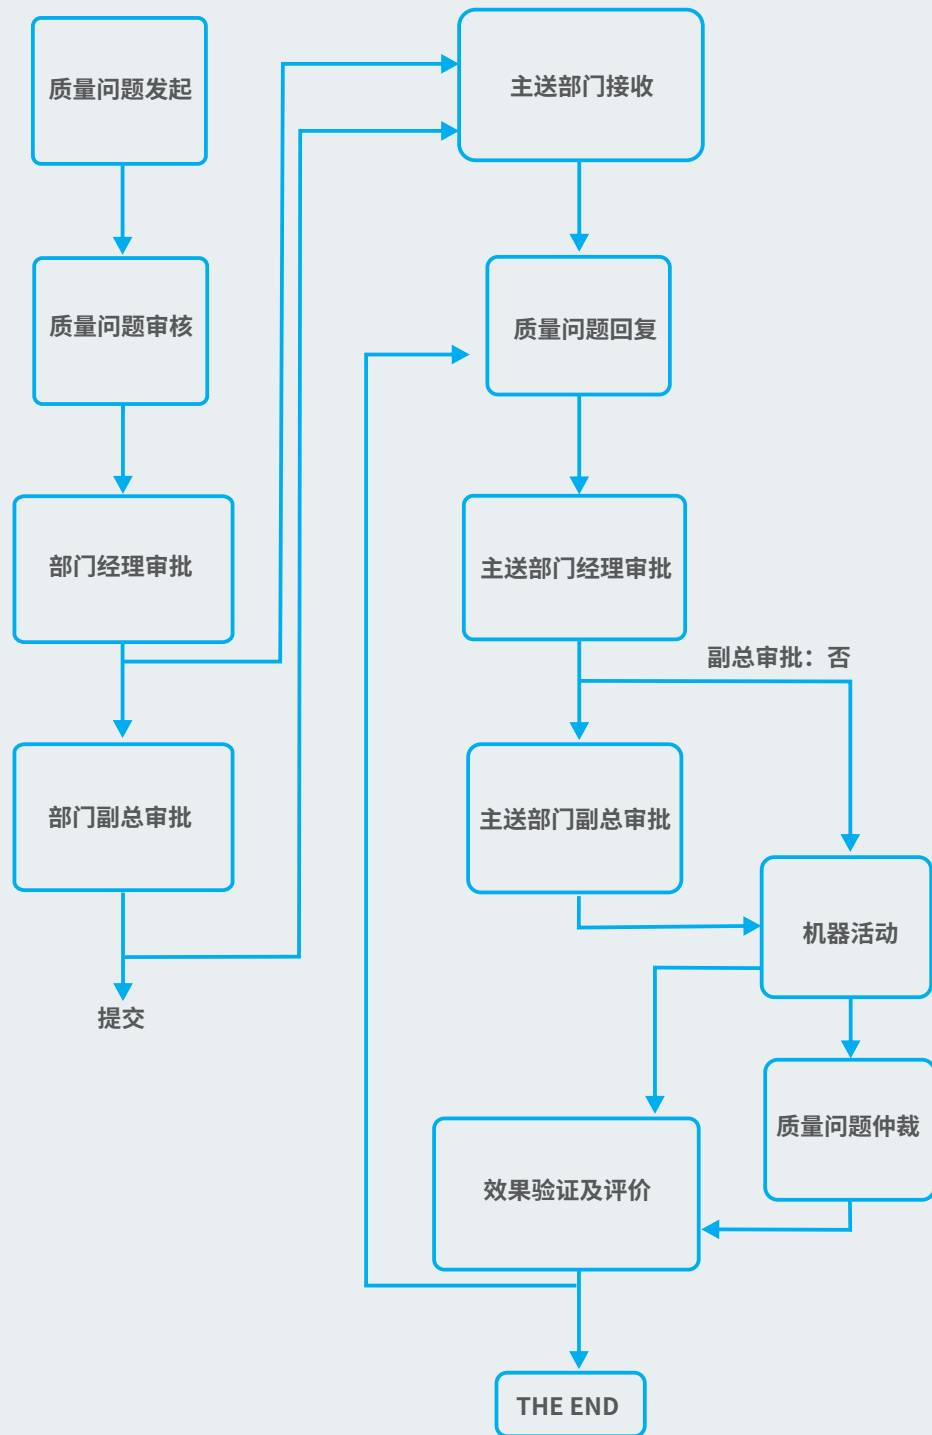 质量问题发起
质量问题审核
部门经理审批
部门副总审批
提交
主送部门接收
质量问题回复
主送部门经理审批
副总审批：否
主送部门副总审批
机器活动
质量问题仲裁
效果验证及评价
THE END